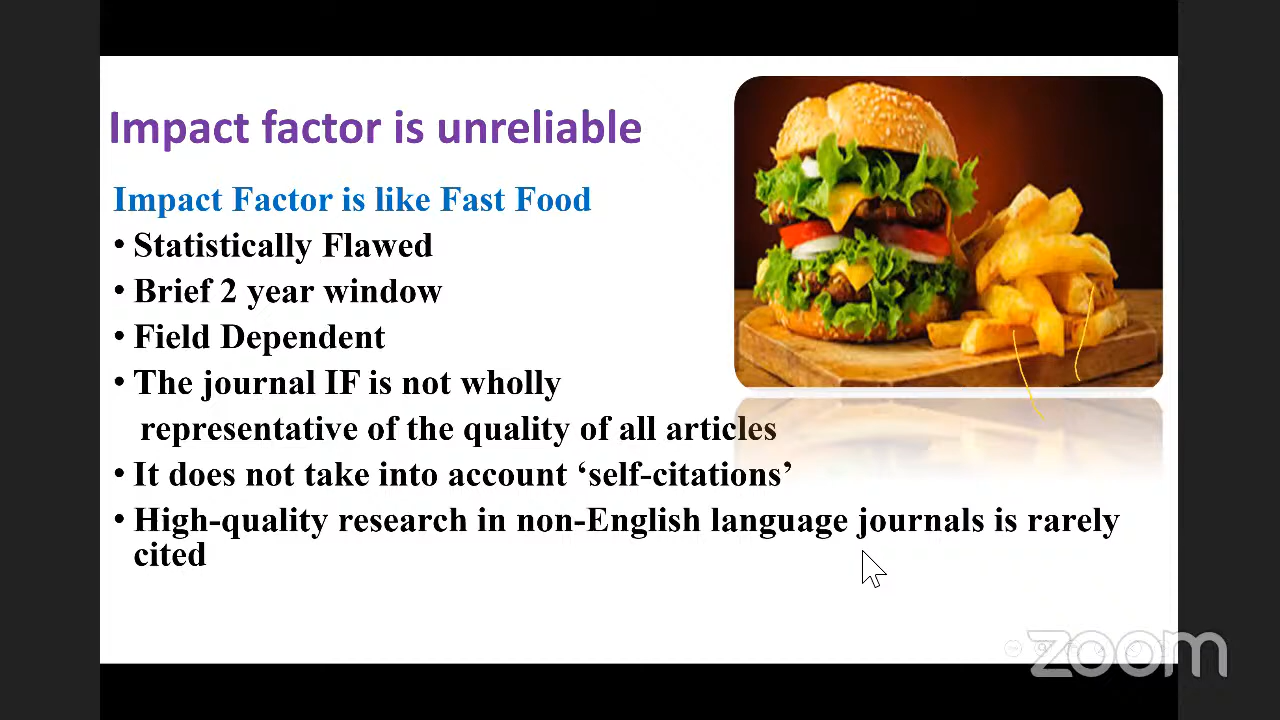 Impact factor is unreliable
Impact Factor is like Fast Food
• Statistically Flawed
• Brief 2 year window
• Field Dependent
• The journal IF is not wholly
representative of the quality of all articles
• It does not take into account ‘self-citations’
• High-quality research in non-English language journals is rarely
cited
zoom